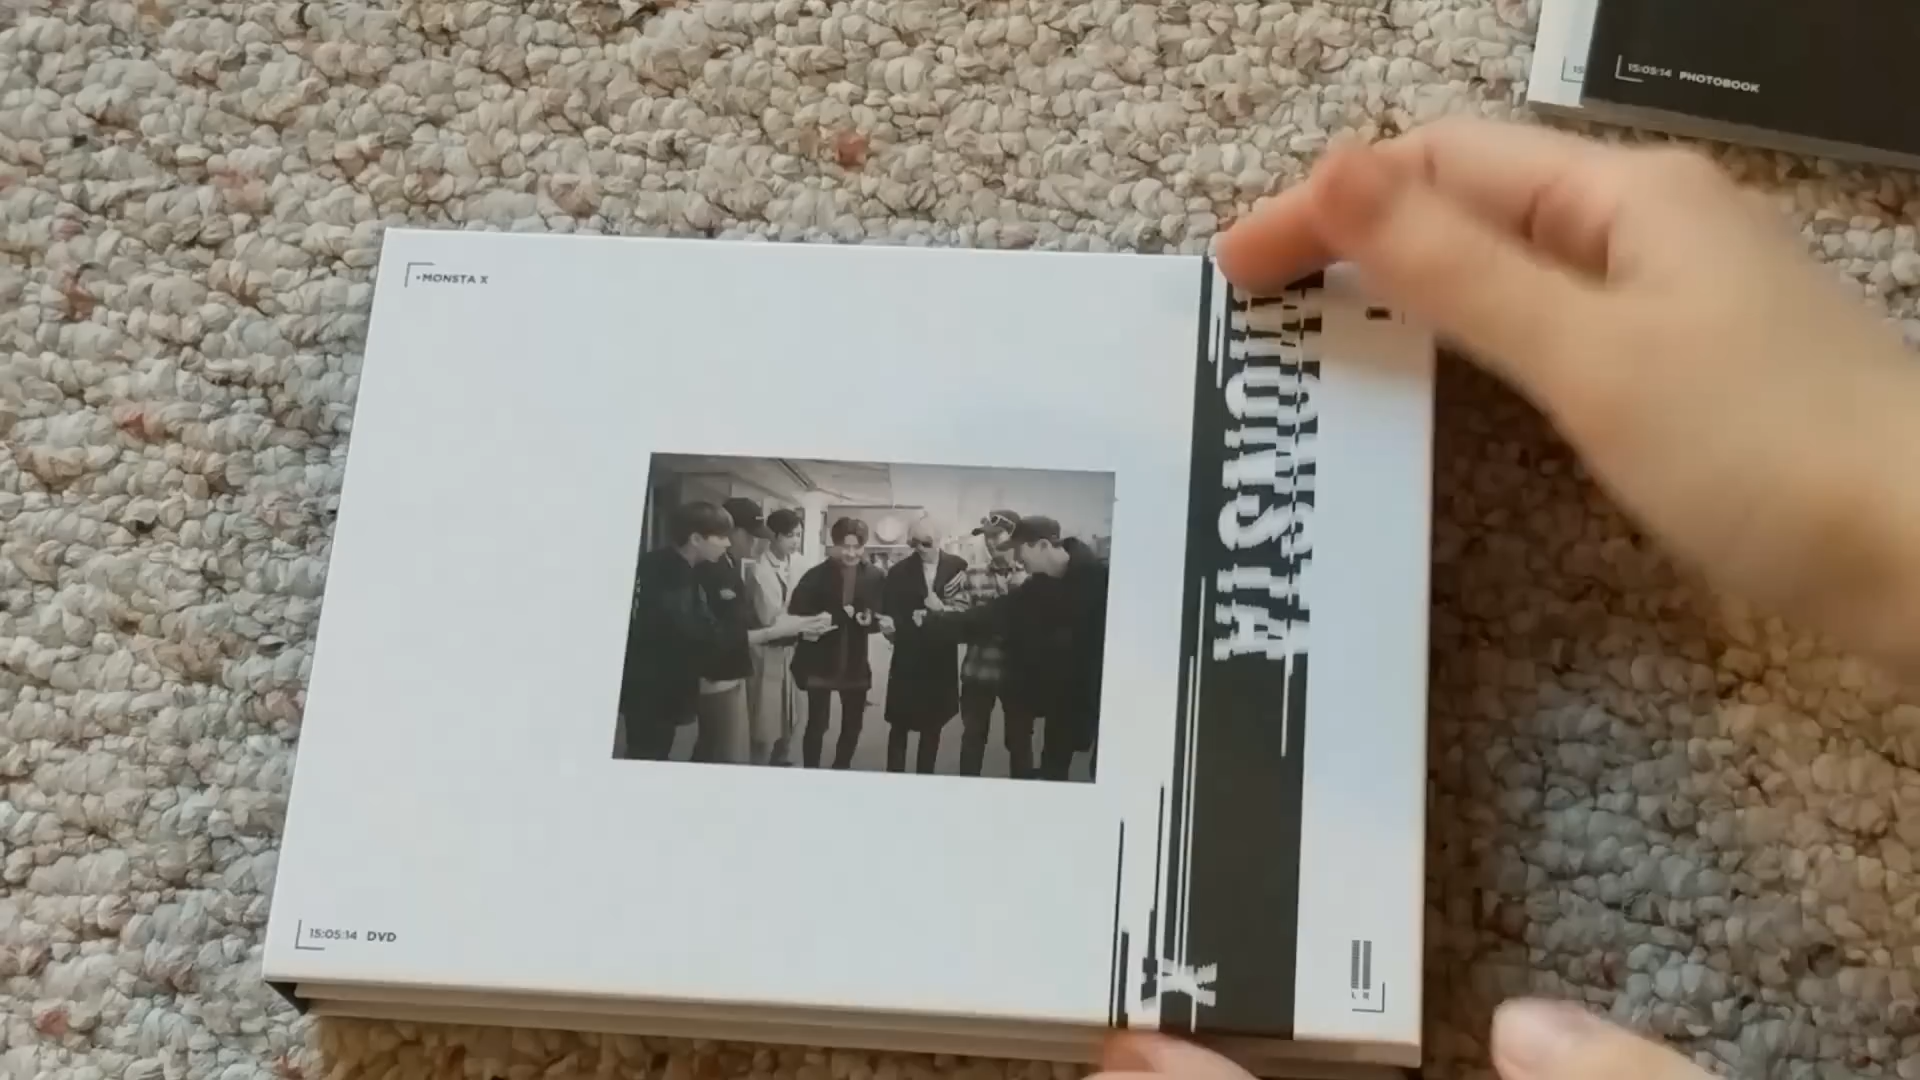 15:05:14 PHOTOBOOK
MONSTA X
MONSTA
X
15:05:14 DVD